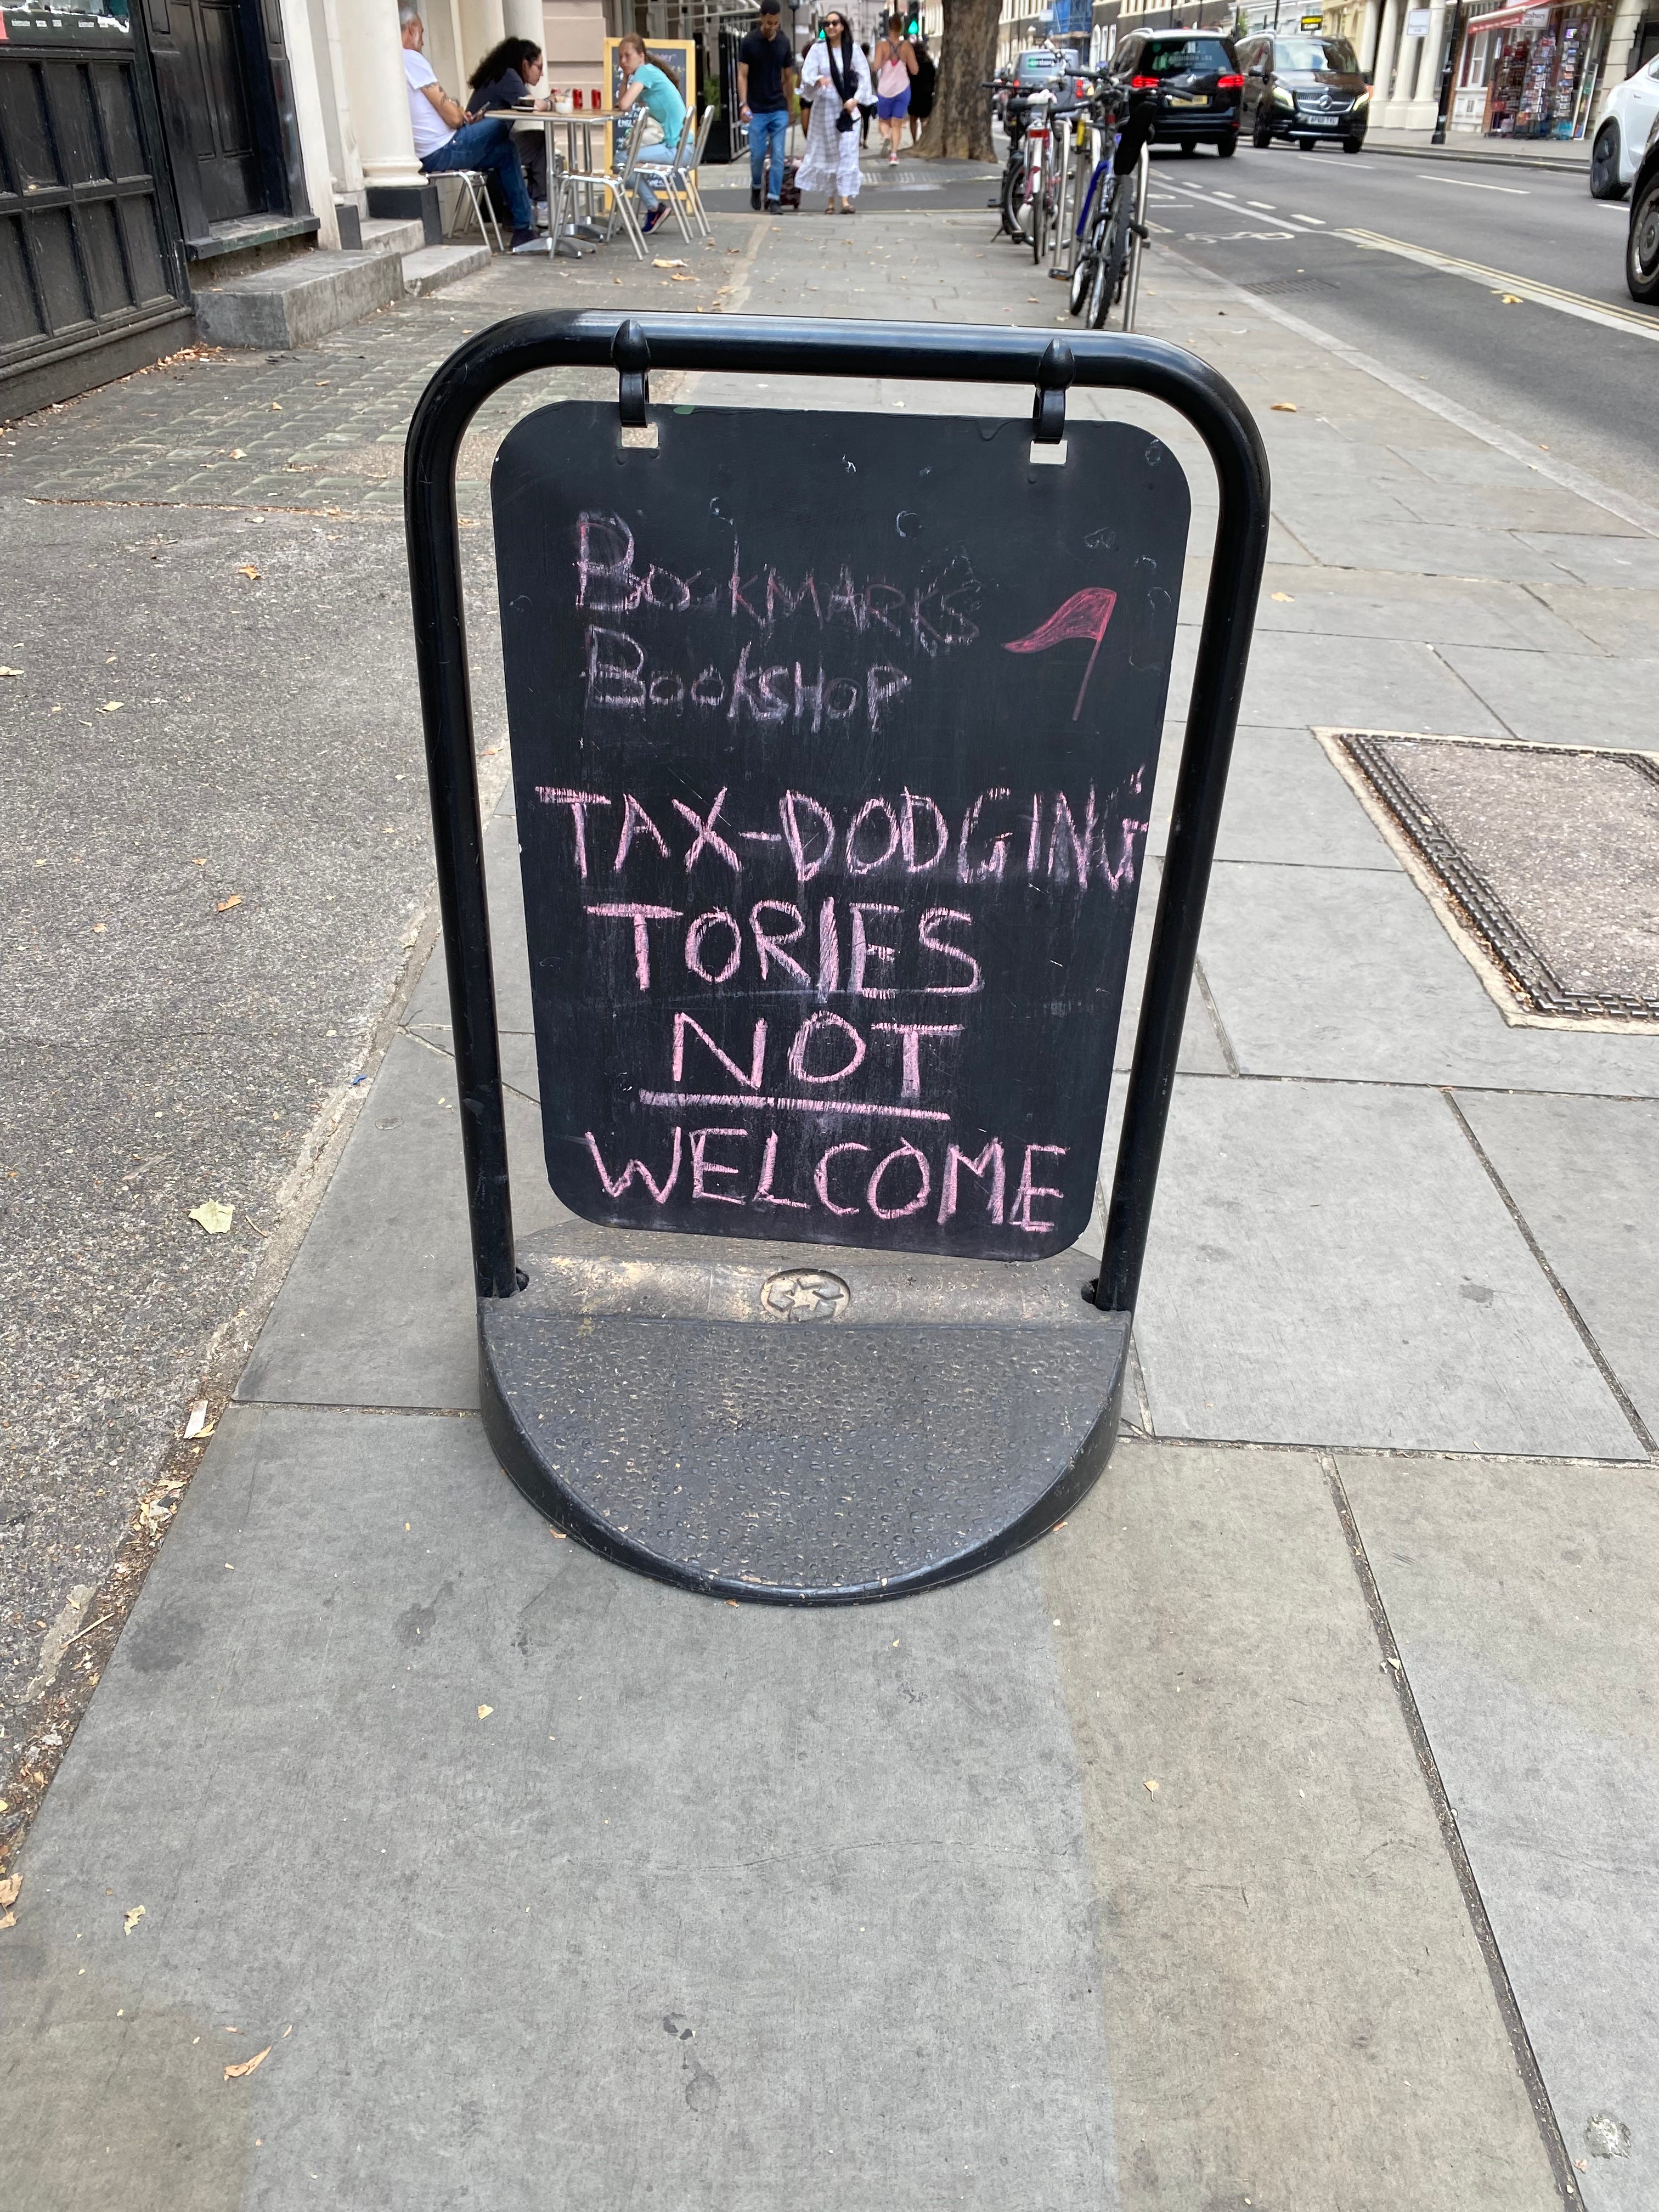 BOOKMARKS
BOOKSHOP
TAX-DODGING
TORIES
NOT
WELCOME